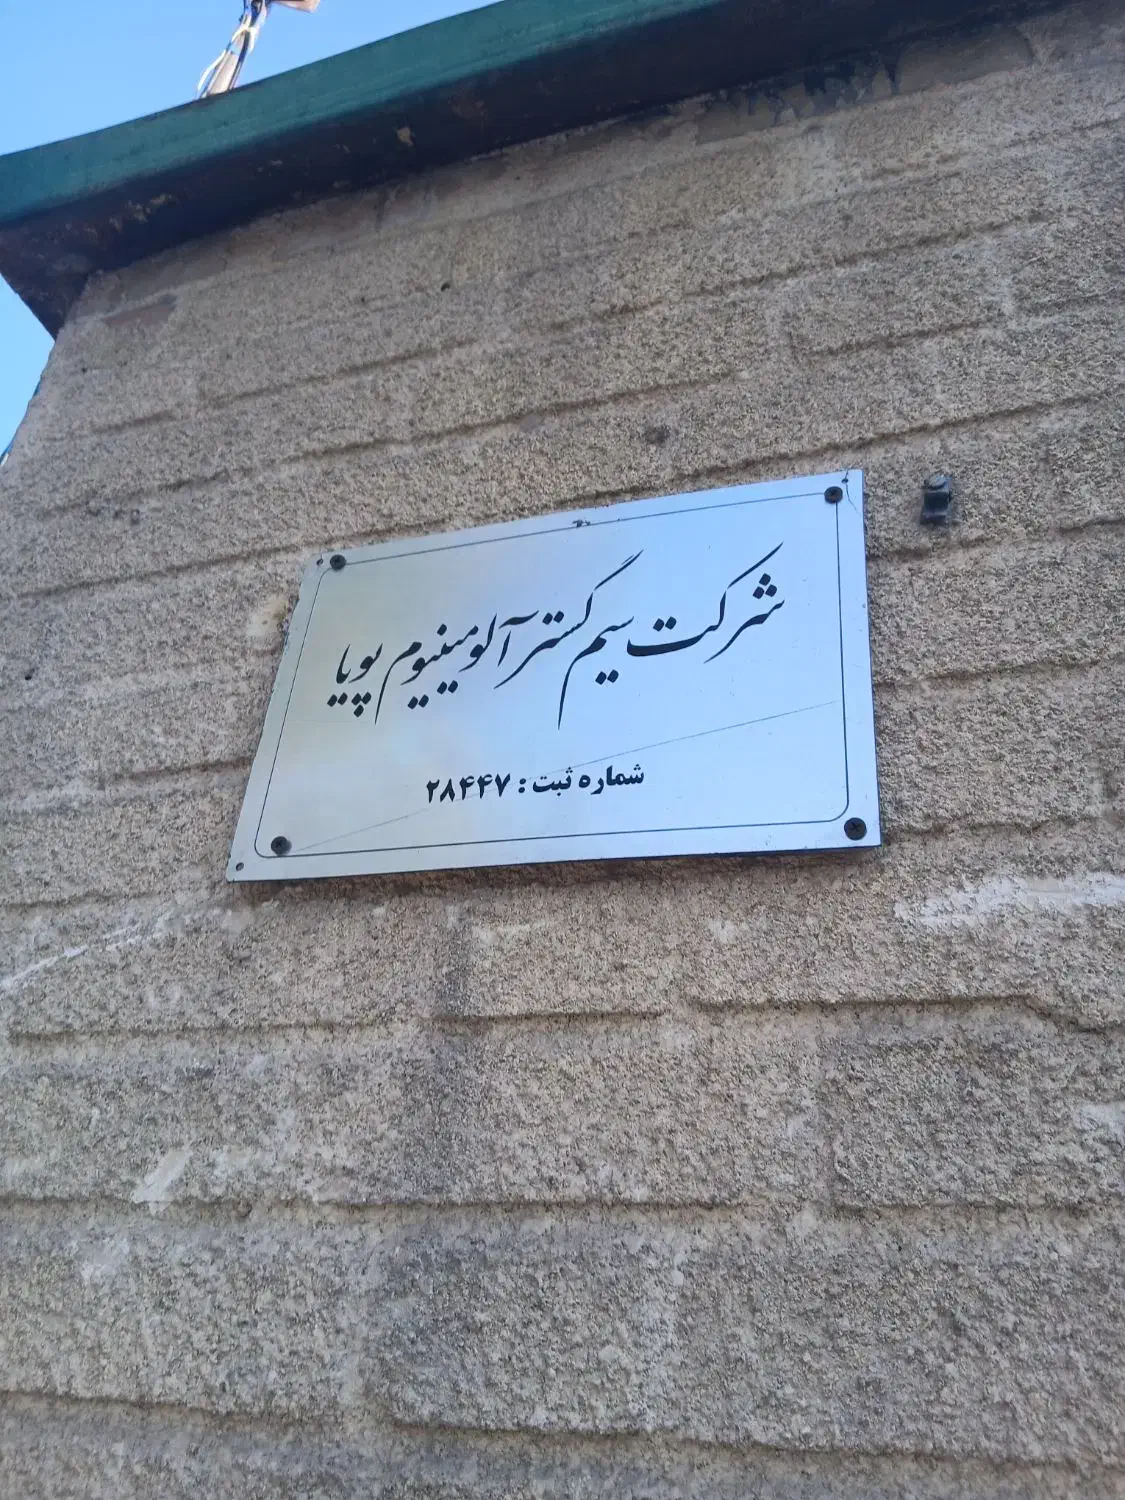 شرکت سیم گستر آلومینیوم پویا
شماره ثبت : ۲۸۴۴۷